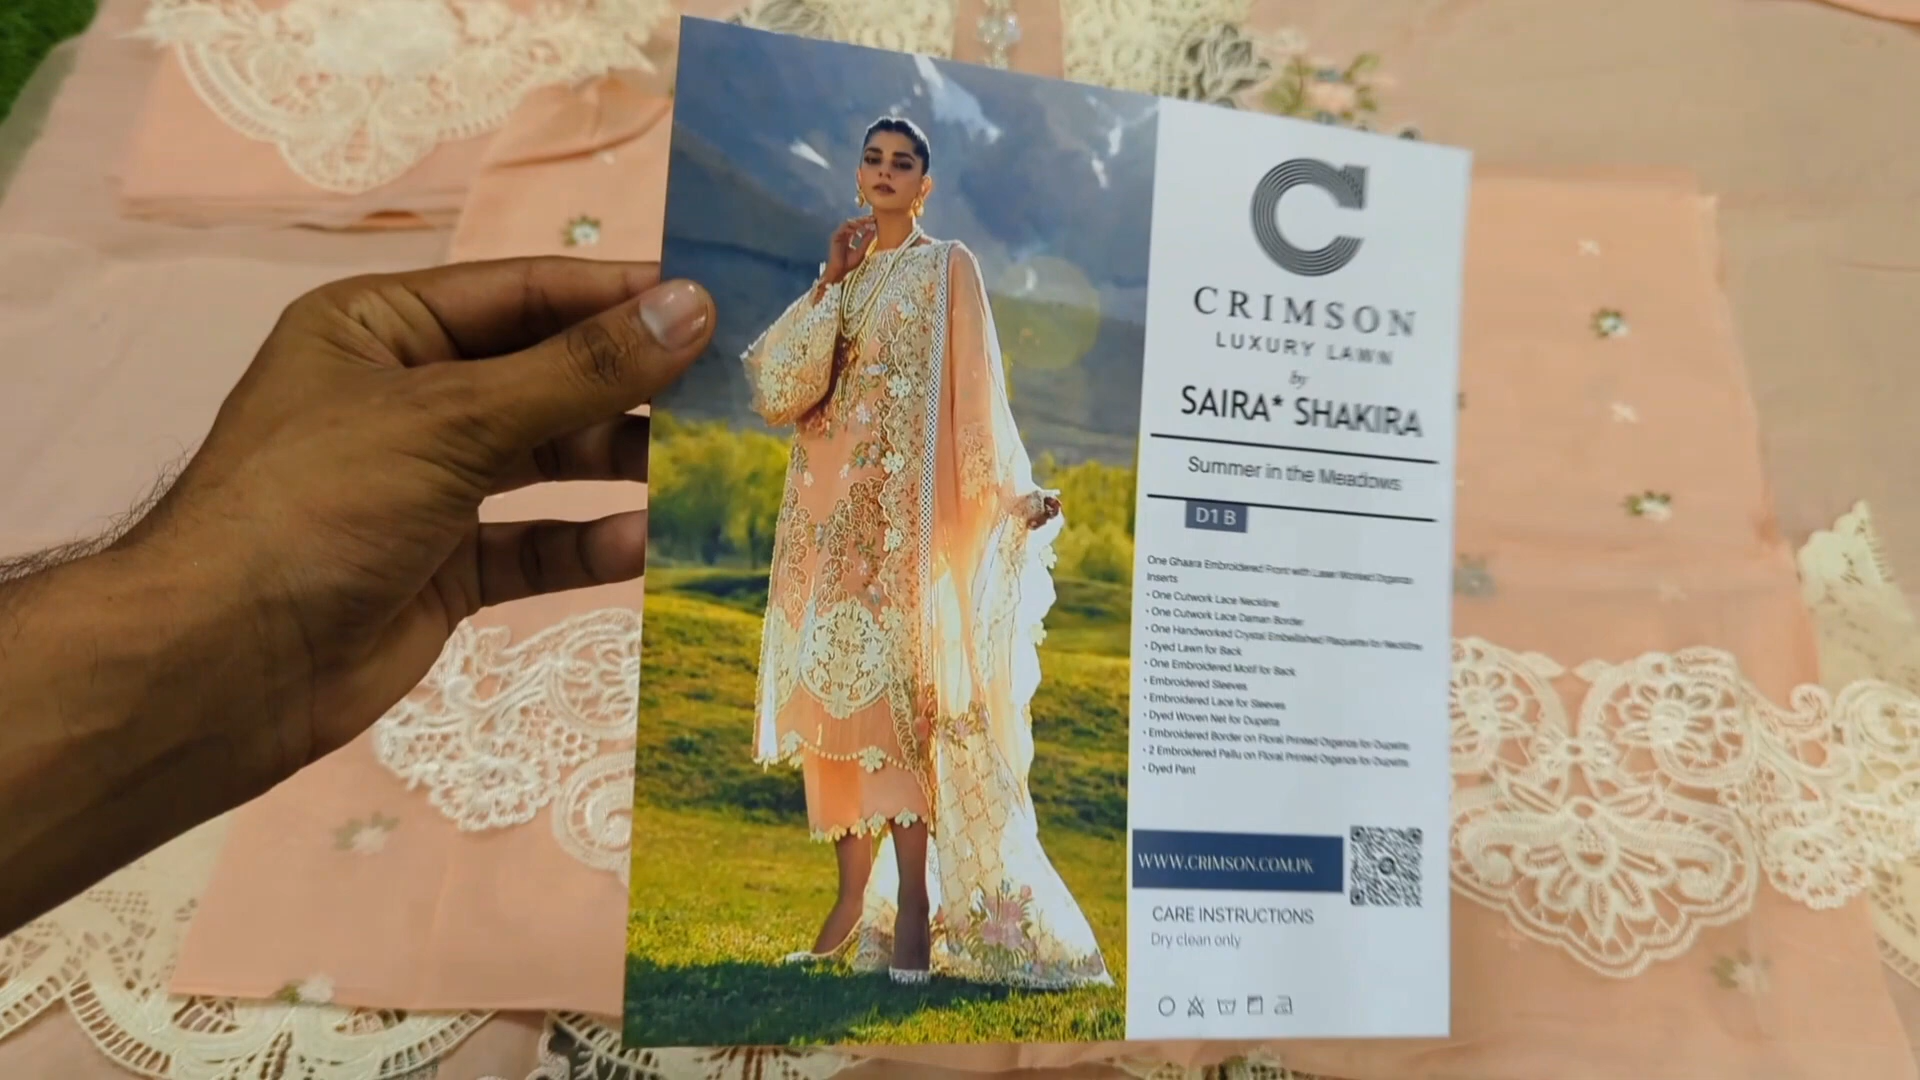 C
CRIMSON
LUXURY LAWN
by
SAIRA* SHAKIRA
Summer in the Meadows
D1 B
One Ghaara Embroidered Front with Laser Worked Organza
Inserts
• One Cutwork Lace Neckline
• One Cutwork Lace Daman Border
• One Handworked Crystal Embellished Plaquette for Neckline
• Dyed Lawn for Back
• One Embroidered Motif for Back
• Embroidered Sleeves
• Embroidered Lace for Sleeves
• Dyed Woven Net for Dupatta
• Embroidered Border on Floral Printed Organza for Dupatta
• 2 Embroidered Pallu on Floral Printed Organza for Dupatta
• Dyed Pant
WWW.CRIMSON.COM.PK
CARE INSTRUCTIONS
Dry clean only